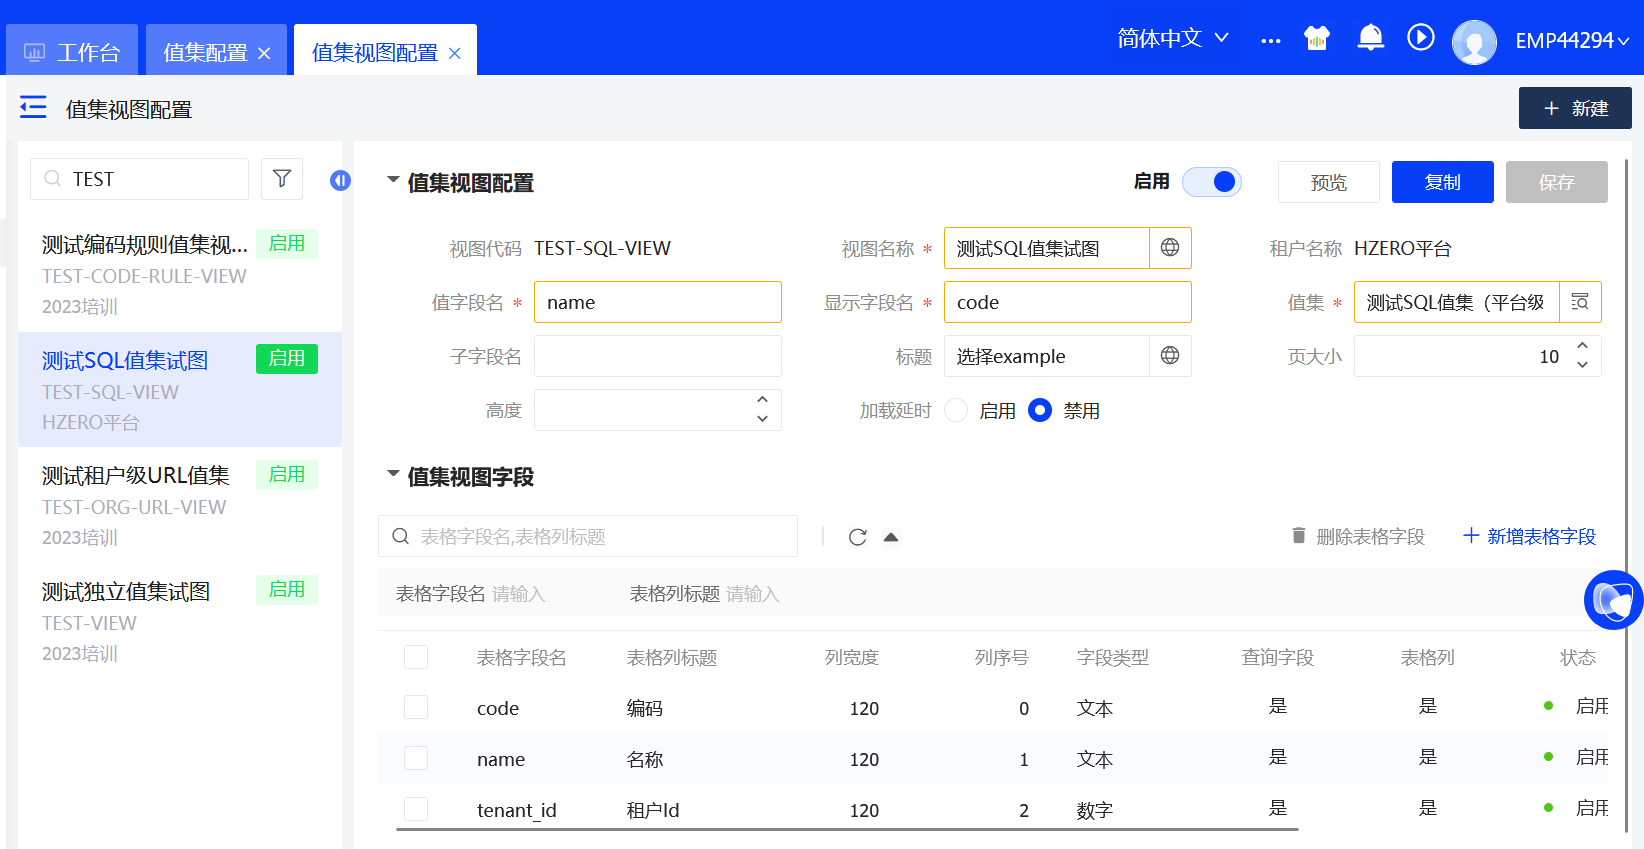 工作台 值集配置 值集视图配置 简体中文 ... EMP44294
值集视图配置 新建
TEST
测试编码规则值集视... 启用
TEST-CODE-RULE-VIEW
2023培训
测试SQL值集试图 启用
TEST-SQL-VIEW
HZERO平台
测试租户级URL值集 启用
TEST-ORG-URL-VIEW
2023培训
测试独立值集试图 启用
TEST-VIEW
2023培训
值集视图配置 启用 预览 复制 保存
视图代码 TEST-SQL-VIEW 视图名称 * 测试SQL值集试图 租户名称 HZERO平台
值字段名 * name 显示字段名 * code 值集 * 测试SQL值集（平台级
子字段名 标题 选择example 页大小 10
高度 加载延时 启用 禁用
值集视图字段
表格字段名,表格列标题 删除表格字段 新增表格字段
表格字段名 请输入 表格列标题 请输入
表格字段名 表格列标题 列宽度 列序号 字段类型 查询字段 表格列 状态
code 编码 120 0 文本 是 是 启用
name 名称 120 1 文本 是 是 启用
tenant_id 租户Id 120 2 数字 是 是 启用